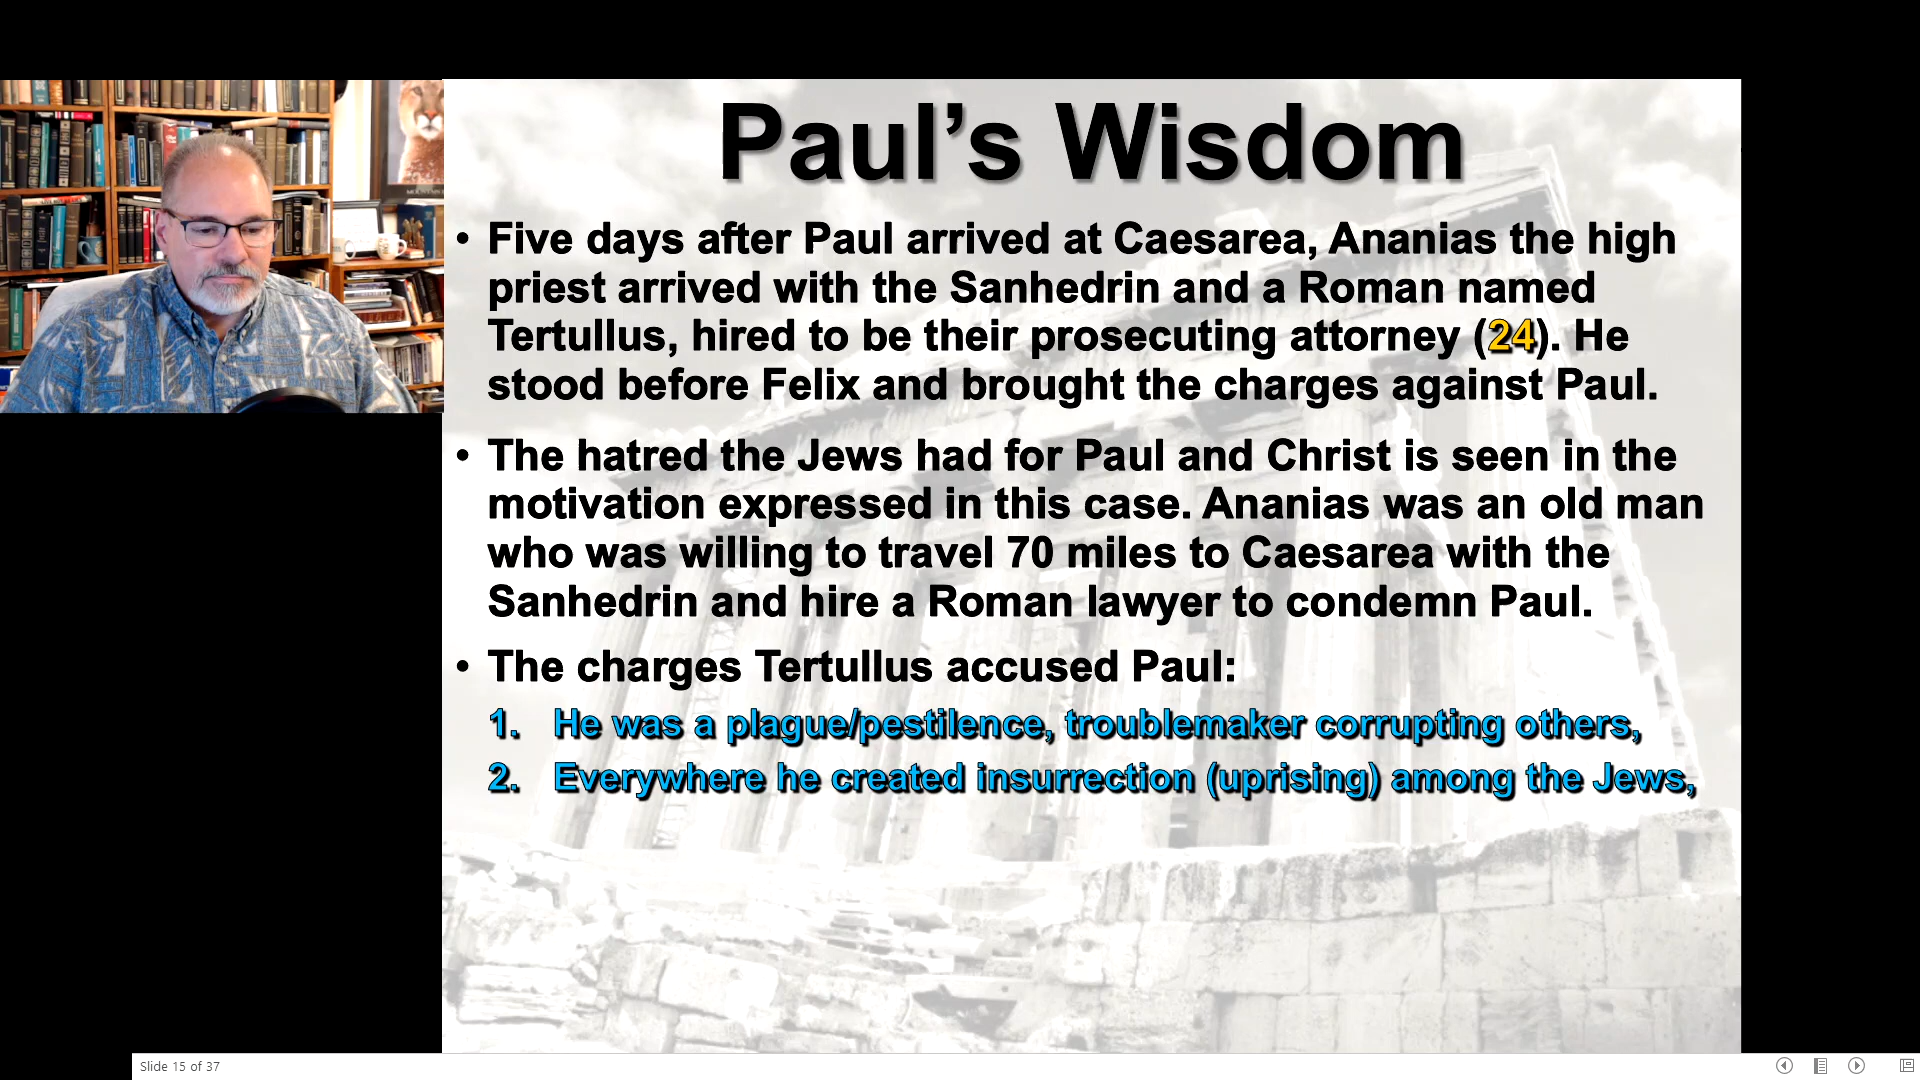 Paul’s Wisdom
• Five days after Paul arrived at Caesarea, Ananias the high
priest arrived with the Sanhedrin and a Roman named
Tertullus, hired to be their prosecuting attorney (24). He
stood before Felix and brought the charges against Paul.
• The hatred the Jews had for Paul and Christ is seen in the
motivation expressed in this case. Ananias was an old man
who was willing to travel 70 miles to Caesarea with the
Sanhedrin and hire a Roman lawyer to condemn Paul.
• The charges Tertullus accused Paul:
1. He was a plague/pestilence, troublemaker corrupting others,
2. Everywhere he created insurrection (uprising) among the Jews,
Slide 15 of 37